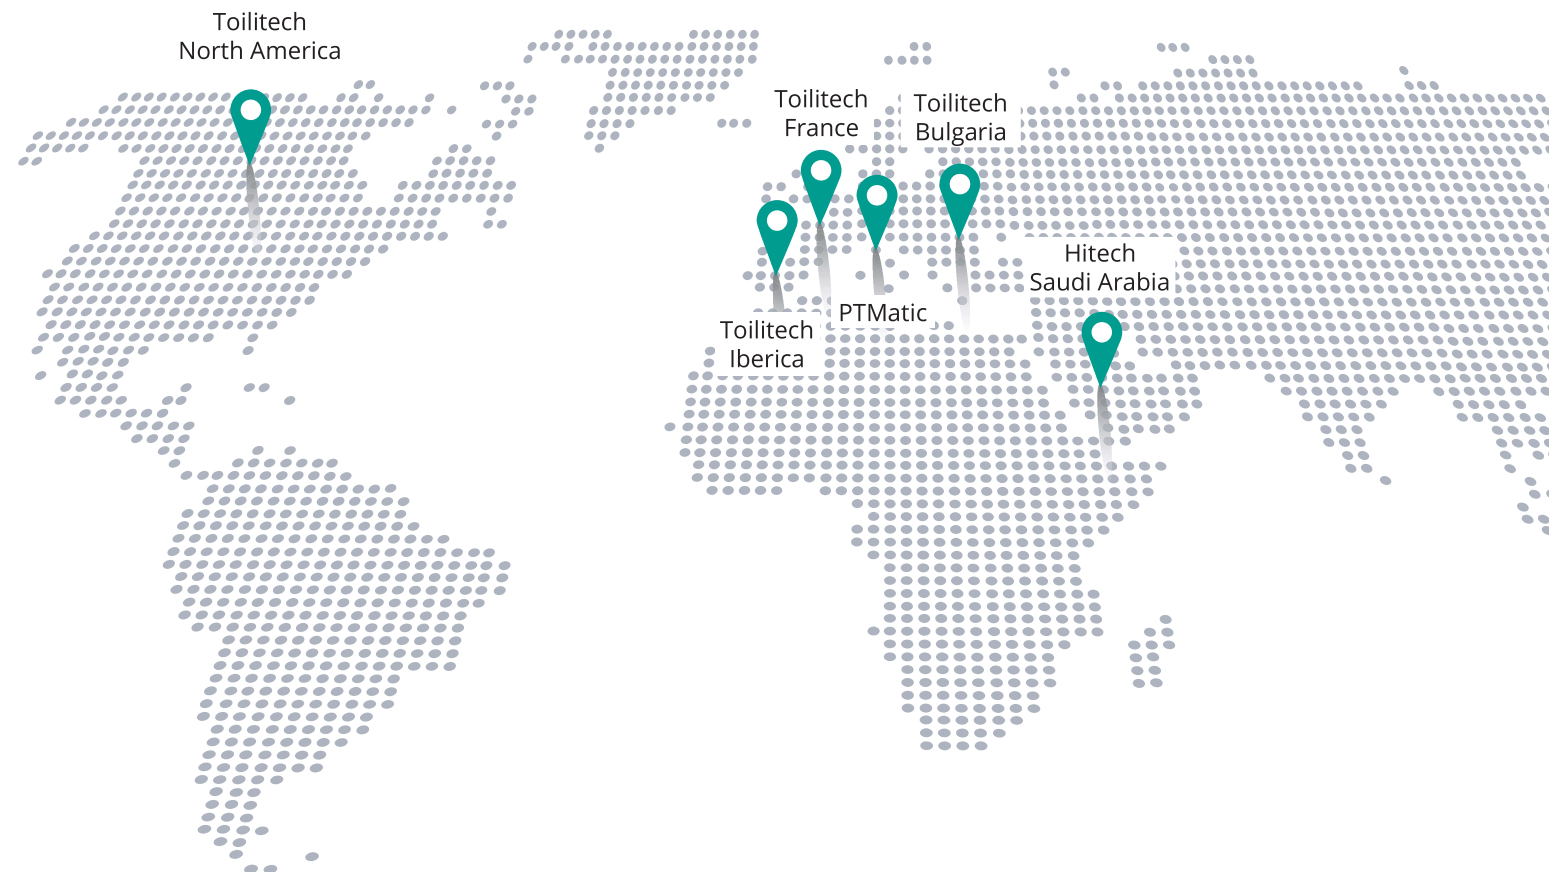 Toilitech
North America
Toilitech
France
Toilitech
Bulgaria
Hitech
Saudi Arabia
PTMatic
Toilitech
Iberica